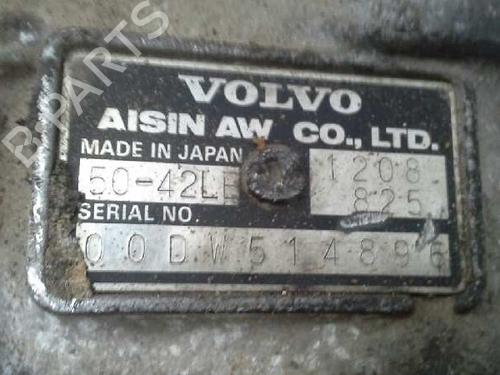 VOLVO
AISIN AW CO., LTD.
MADE IN JAPAN 1208
50-42LE 825
SERIAL NO.
00DW514896
B-PARTS